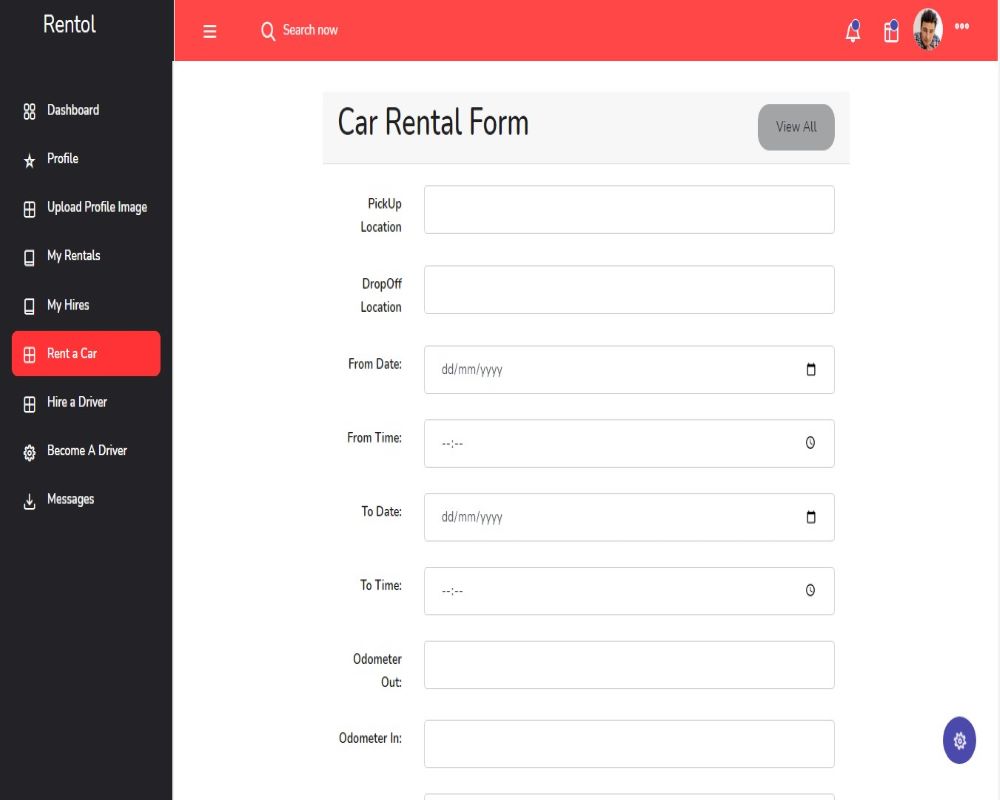 Rentol
Search now
Dashboard
Profile
Upload Profile Image
My Rentals
My Hires
Rent a Car
Hire a Driver
Become A Driver
Messages
Car Rental Form
View All
PickUp
Location
DropOff
Location
From Date:
dd/mm/yyyy
From Time:
--:--
To Date:
dd/mm/yyyy
To Time:
--:--
Odometer
Out:
Odometer In: